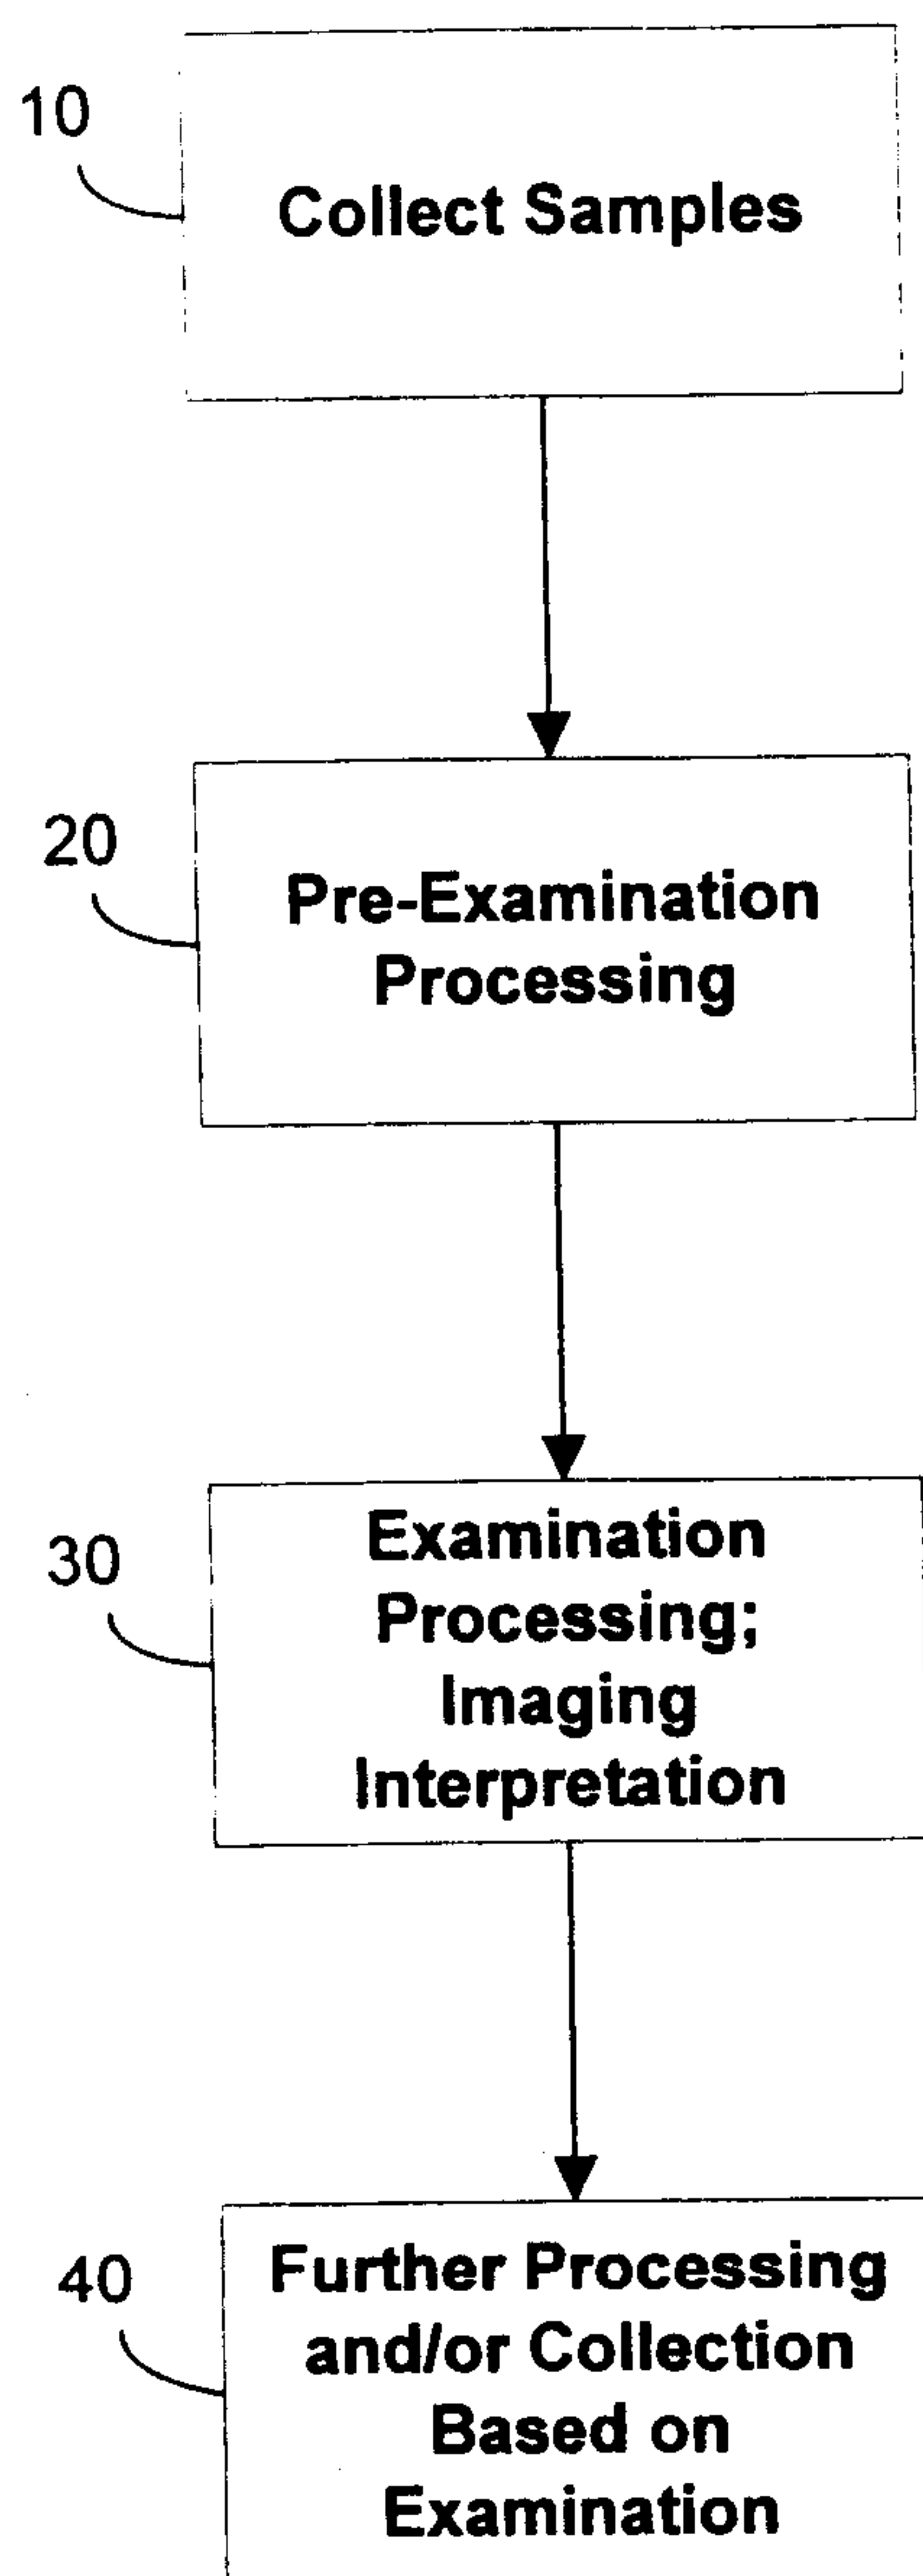 10
Collect Samples
20
Pre-Examination
Processing
30
Examination
Processing;
Imaging
Interpretation
40
Further Processing
and/or Collection
Based on
Examination